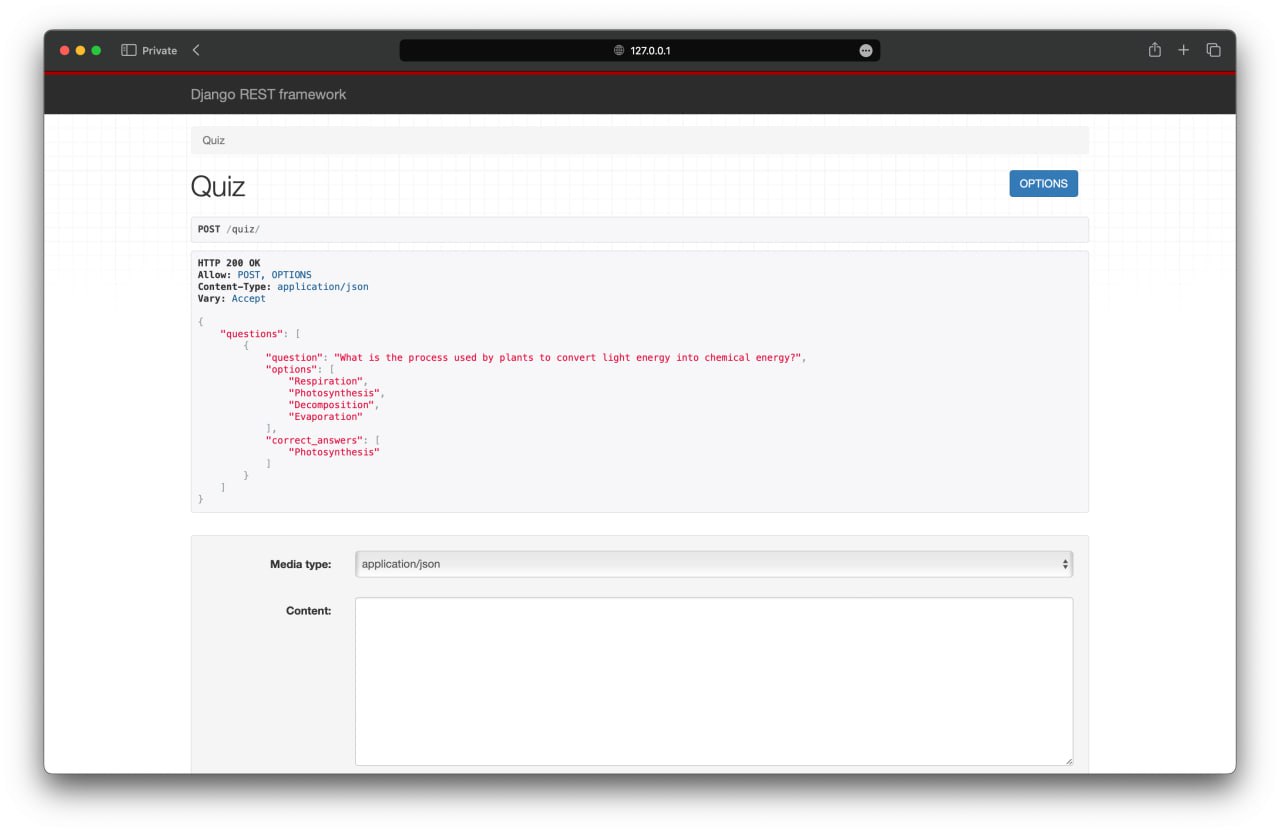 Private
127.0.0.1
Django REST framework
Quiz
Quiz
OPTIONS
POST /quiz/
HTTP 200 OK
Allow: POST, OPTIONS
Content-Type: application/json
Vary: Accept
{
    "questions": [
        {
            "question": "What is the process used by plants to convert light energy into chemical energy?",
            "options": [
                "Respiration",
                "Photosynthesis",
                "Decomposition",
                "Evaporation"
            ],
            "correct_answers": [
                "Photosynthesis"
            ]
        }
    ]
}
Media type:
application/json
Content: